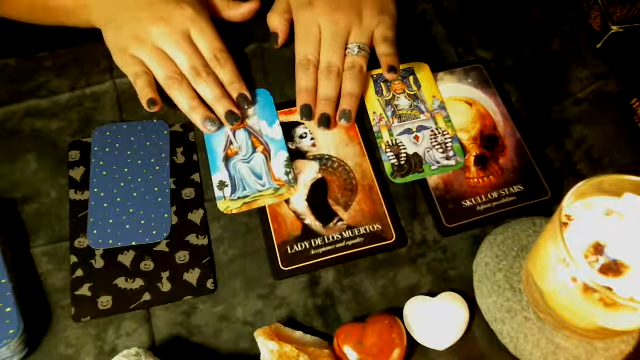 LADY DE LOS MUERTOS
Acceptance and equality
SKULL OF STARS
Infinite possibilities